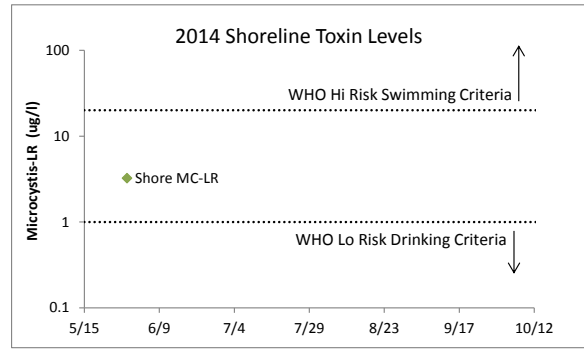 2014 Shoreline Toxin Levels
Microcystis-LR (ug/l)
100
10
1
0.1
WHO Hi Risk Swimming Criteria
Shore MC-LR
WHO Lo Risk Drinking Criteria
5/15 6/9 7/4 7/29 8/23 9/17 10/12